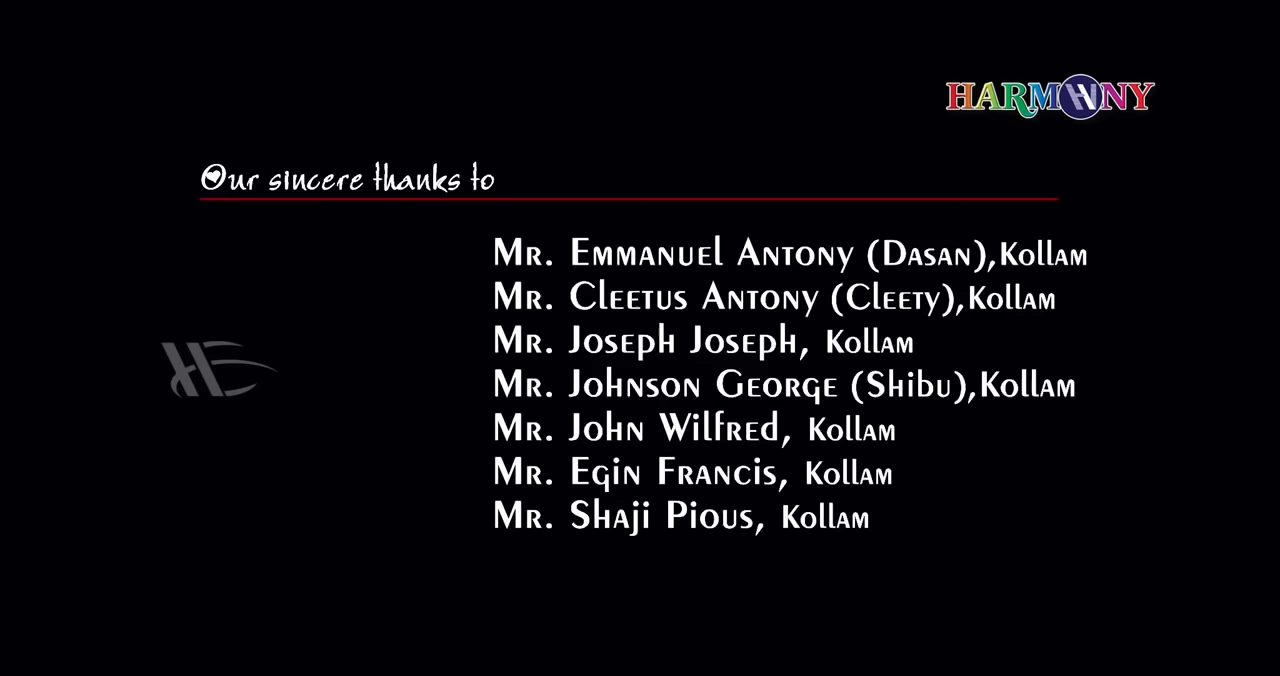 HARMONY
Our sincere thanks to
Mr. Emmanuel Antony (Dasan),Kollam
Mr. Cleetus Antony (Cleety),Kollam
Mr. Joseph Joseph, Kollam
Mr. Johnson George (Shibu),Kollam
Mr. John Wilfred, Kollam
Mr. Egin Francis, Kollam
Mr. Shaji Pious, Kollam